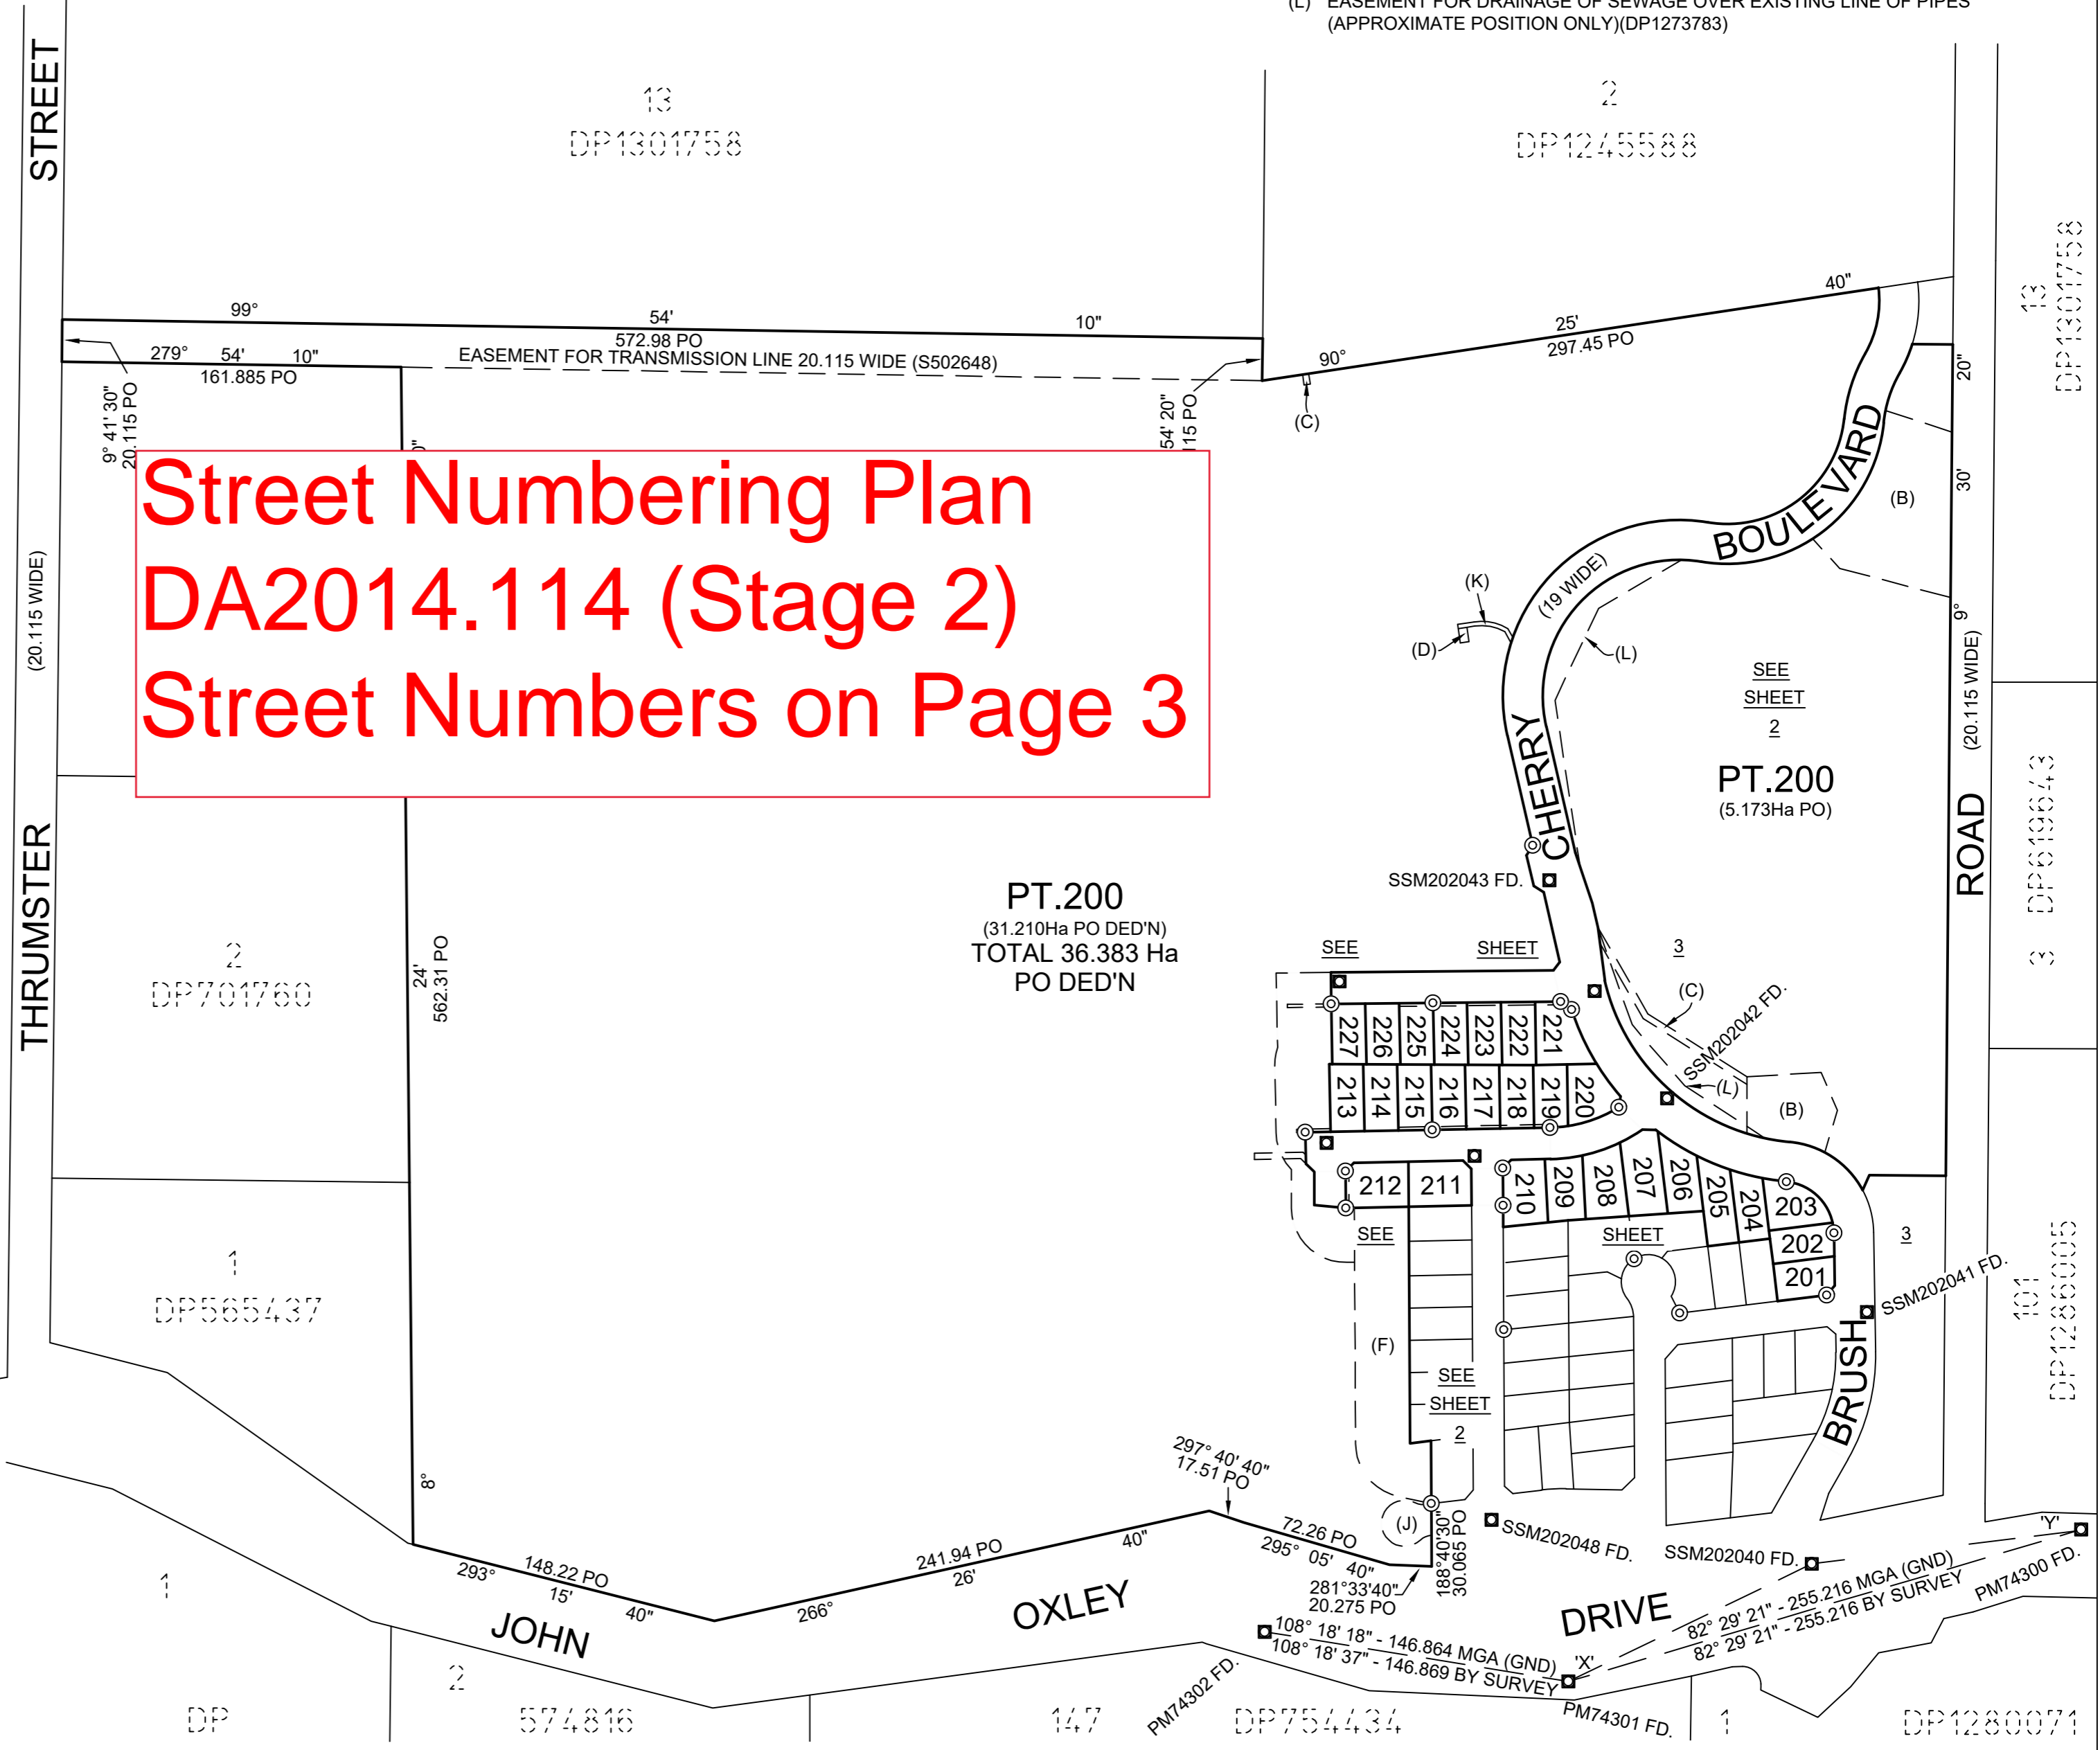 (L) EASEMENT FOR DRAINAGE OF SEWAGE OVER EXISTING LINE OF PIPES
(APPROXIMATE POSITION ONLY)(DP1273783)
STREET
13
DP1301758
2
DP1245588
13
DP1301758
99° 54' 10"
572.98 PO
279° 54' 10"
161.885 PO
EASEMENT FOR TRANSMISSION LINE 20.115 WIDE (S502648)
9° 41' 30"
20.115 PO
54' 20"
115 PO
90° 25' 40"
297.45 PO
(C)
20"
30'
9°
Street Numbering Plan
DA2014.114 (Stage 2)
Street Numbers on Page 3
(20.115 WIDE)
THRUMSTER
BOULEVARD
(B)
(19 WIDE)
(K)
(D)
(L)
CHERRY
SEE
SHEET
2
PT.200
(5.173Ha PO)
(20.115 WIDE)
ROAD
3 DP619643
SSM202043 FD.
PT.200
(31.210Ha PO DED'N)
TOTAL 36.383 Ha
PO DED'N
2
DP701760
24'
562.31 PO
8°
SEE SHEET 3
(C)
SSM202042 FD.
(L)
(B)
227 226 225 224 223 222 221
213 214 215 216 217 218 219 220
212 211 210 209 208 207 206 205 204 203
202
201
SEE SHEET 3
SSM202041 FD.
101
DP1286005
1
DP565437
(F)
SEE
SHEET
2
BRUSH
297° 40' 40"
17.51 PO
72.26 PO
295° 05' 40"
281°33'40"
20.275 PO
188°40'30"
30.065 PO
(J)
SSM202048 FD.
SSM202040 FD.
'Y'
PM74300 FD.
148.22 PO
293° 15' 40"
241.94 PO
266° 26' 40"
JOHN OXLEY DRIVE
82° 29' 21" - 255.216 MGA (GND)
82° 29' 21" - 255.216 BY SURVEY
108° 18' 18" - 146.864 MGA (GND)
108° 18' 37" - 146.869 BY SURVEY
'X'
PM74302 FD.
PM74301 FD.
1
2
DP 574816
147 DP754434
1 DP1280071